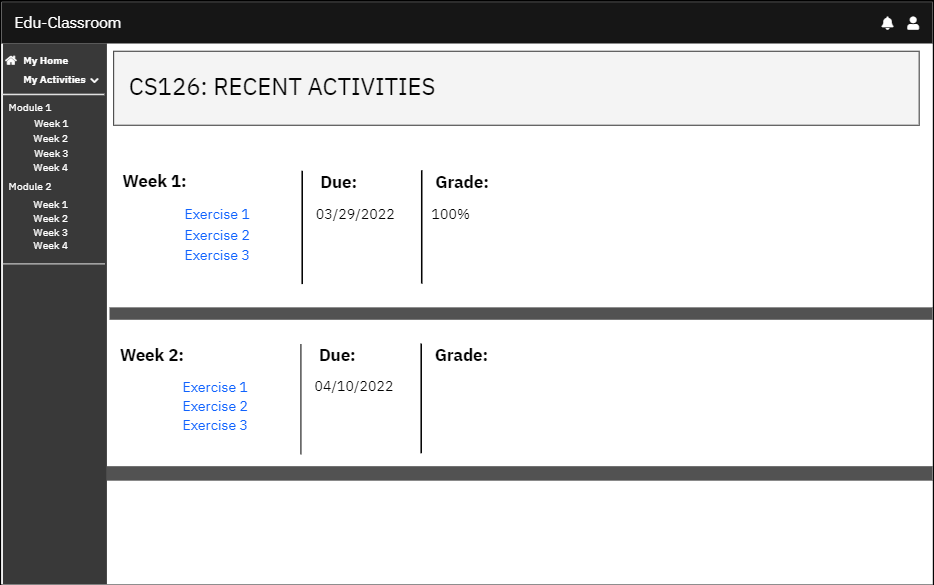 Edu-Classroom
My Home
My Activities
Module 1
Week 1
Week 2
Week 3
Week 4
Module 2
Week 1
Week 2
Week 3
Week 4
CS126: RECENT ACTIVITIES
Week 1: Due: Grade:
Exercise 1 03/29/2022 100%
Exercise 2
Exercise 3
Week 2: Due: Grade:
Exercise 1 04/10/2022
Exercise 2
Exercise 3